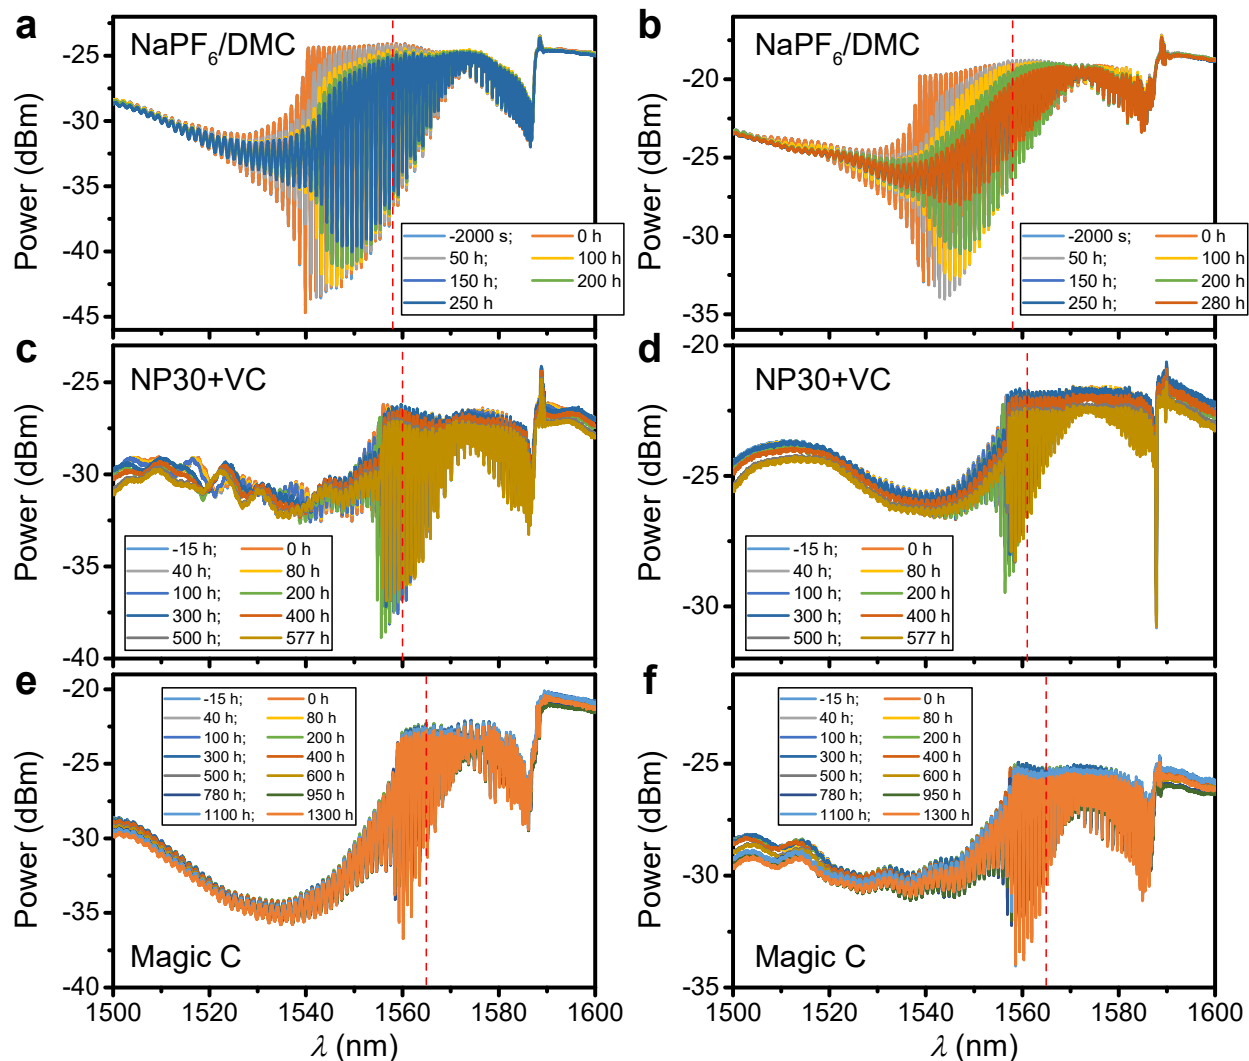 a
NaPF6/DMC
-25
-30
-35
-40
-45
Power (dBm)
-2000 s; 0 h
50 h; 100 h
150 h; 200 h
250 h
b
NaPF6/DMC
-20
-25
-30
-35
Power (dBm)
-2000 s; 0 h
50 h; 100 h
150 h; 200 h
250 h; 280 h
c
NP30+VC
-25
-30
-35
-40
Power (dBm)
-15 h; 0 h
40 h; 80 h
100 h; 200 h
300 h; 400 h
500 h; 577 h
d
NP30+VC
-20
-25
-30
Power (dBm)
-15 h; 0 h
40 h; 80 h
100 h; 200 h
300 h; 400 h
500 h; 577 h
e
-20
-25
-30
-35
-40
Power (dBm)
-15 h; 0 h
40 h; 80 h
100 h; 200 h
300 h; 400 h
500 h; 600 h
780 h; 950 h
1100 h; 1300 h
Magic C
1500 1520 1540 1560 1580 1600
λ (nm)
f
-25
-30
-35
Power (dBm)
-15 h; 0 h
40 h; 80 h
100 h; 200 h
300 h; 400 h
500 h; 600 h
780 h; 950 h
1100 h; 1300 h
Magic C
1500 1520 1540 1560 1580 1600
λ (nm)